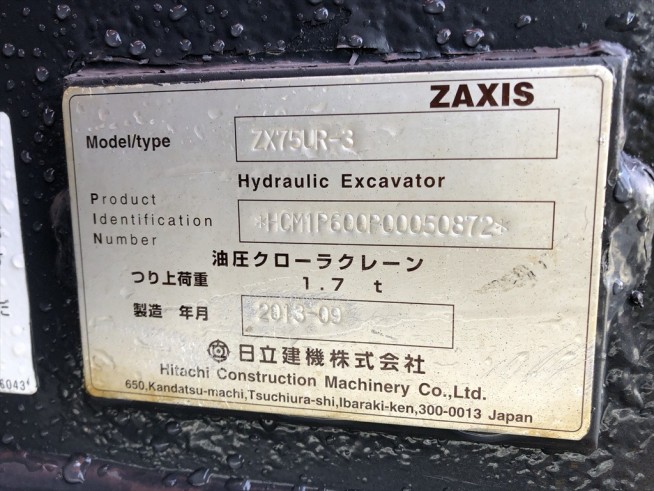 ZAXIS
Model/type ZX75UR-3
Hydraulic Excavator
Product
Identification *HCM1P600P00050872*
Number
油圧クローラクレーン
つり上荷重 1.7 t
製造 年月 2013-09
日立建機株式会社
Hitachi Construction Machinery Co.,Ltd.
650,Kandatsu-machi,Tsuchiura-shi,Ibaraki-ken,300-0013 Japan
だ
6043